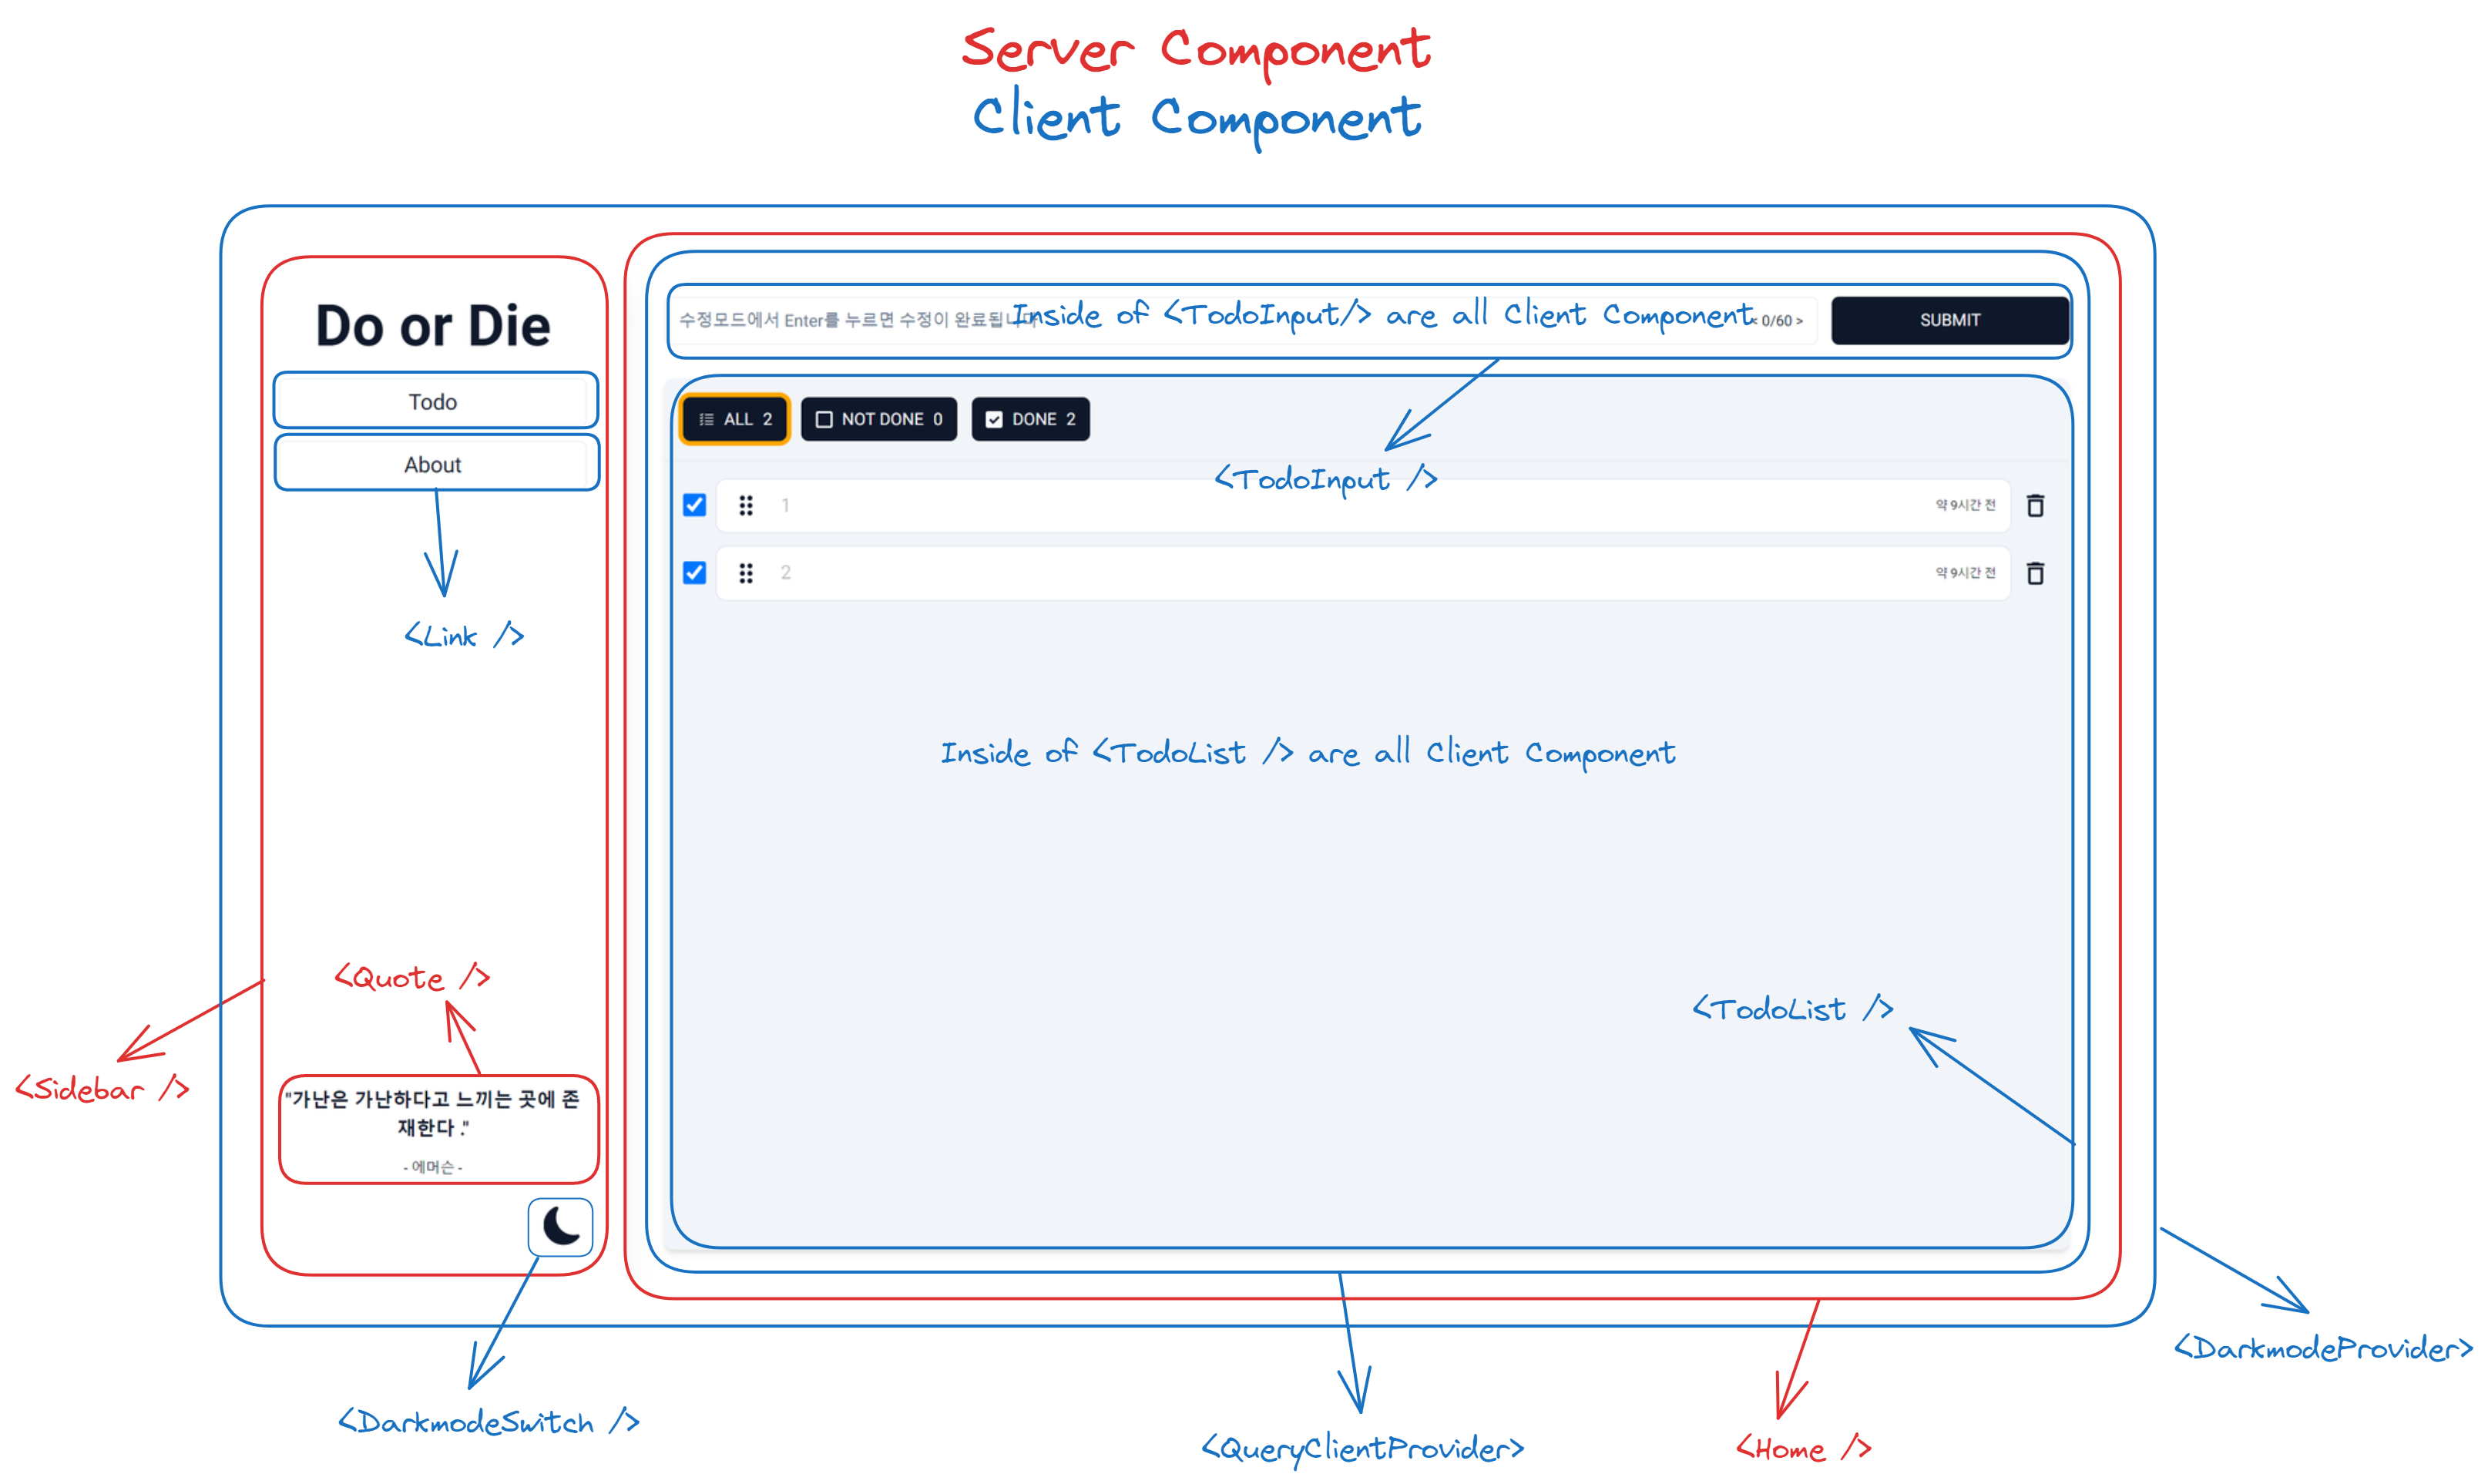 Server Component
Client Component
Do or Die
Todo
About
<Link />
<Quote />
<Sidebar />
"가난은 가난하다고 느끼는 곳에 존
재한다 ."
- 에머슨 -
<DarkmodeSwitch />
수정모드에서 Enter를 누르면 수정이 완료됩니다
Inside of <TodoInput/> are all Client Component
< 0/60 >
SUBMIT
ALL 2
NOT DONE 0
DONE 2
<TodoInput />
1
약 9시간 전
2
약 9시간 전
Inside of <TodoList /> are all Client Component
<TodoList />
<DarkmodeProvider>
<QueryClientProvider>
<Home />